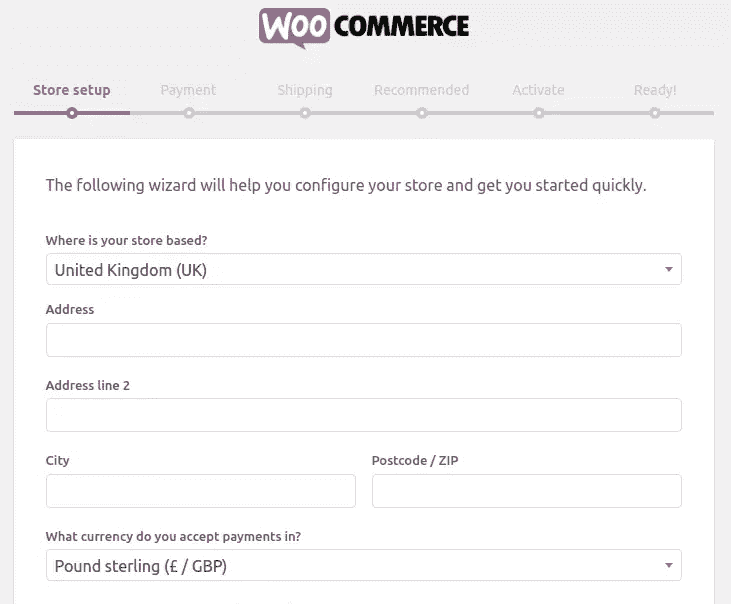 WOO COMMERCE
Store setup Payment Shipping Recommended Activate Ready!
The following wizard will help you configure your store and get you started quickly.
Where is your store based?
United Kingdom (UK)
Address
Address line 2
City Postcode / ZIP
What currency do you accept payments in?
Pound sterling (£ / GBP)